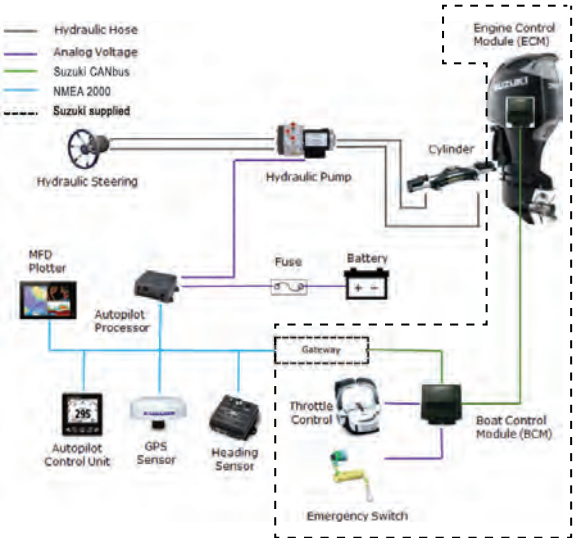 Hydraulic Hose
Analog Voltage
Suzuki CANbus
NMEA 2000
Suzuki supplied
Engine Control
Module (ECM)
SUZUKI
Cylinder
Hydraulic Steering
Hydraulic Pump
MFD
Plotter
Autopilot
Processor
Fuse
Battery
+ -
Gateway
Throttle
Control
Boat Control
Module (BCM)
295
Autopilot
Control Unit
GPS
Sensor
Heading
Sensor
Emergency Switch